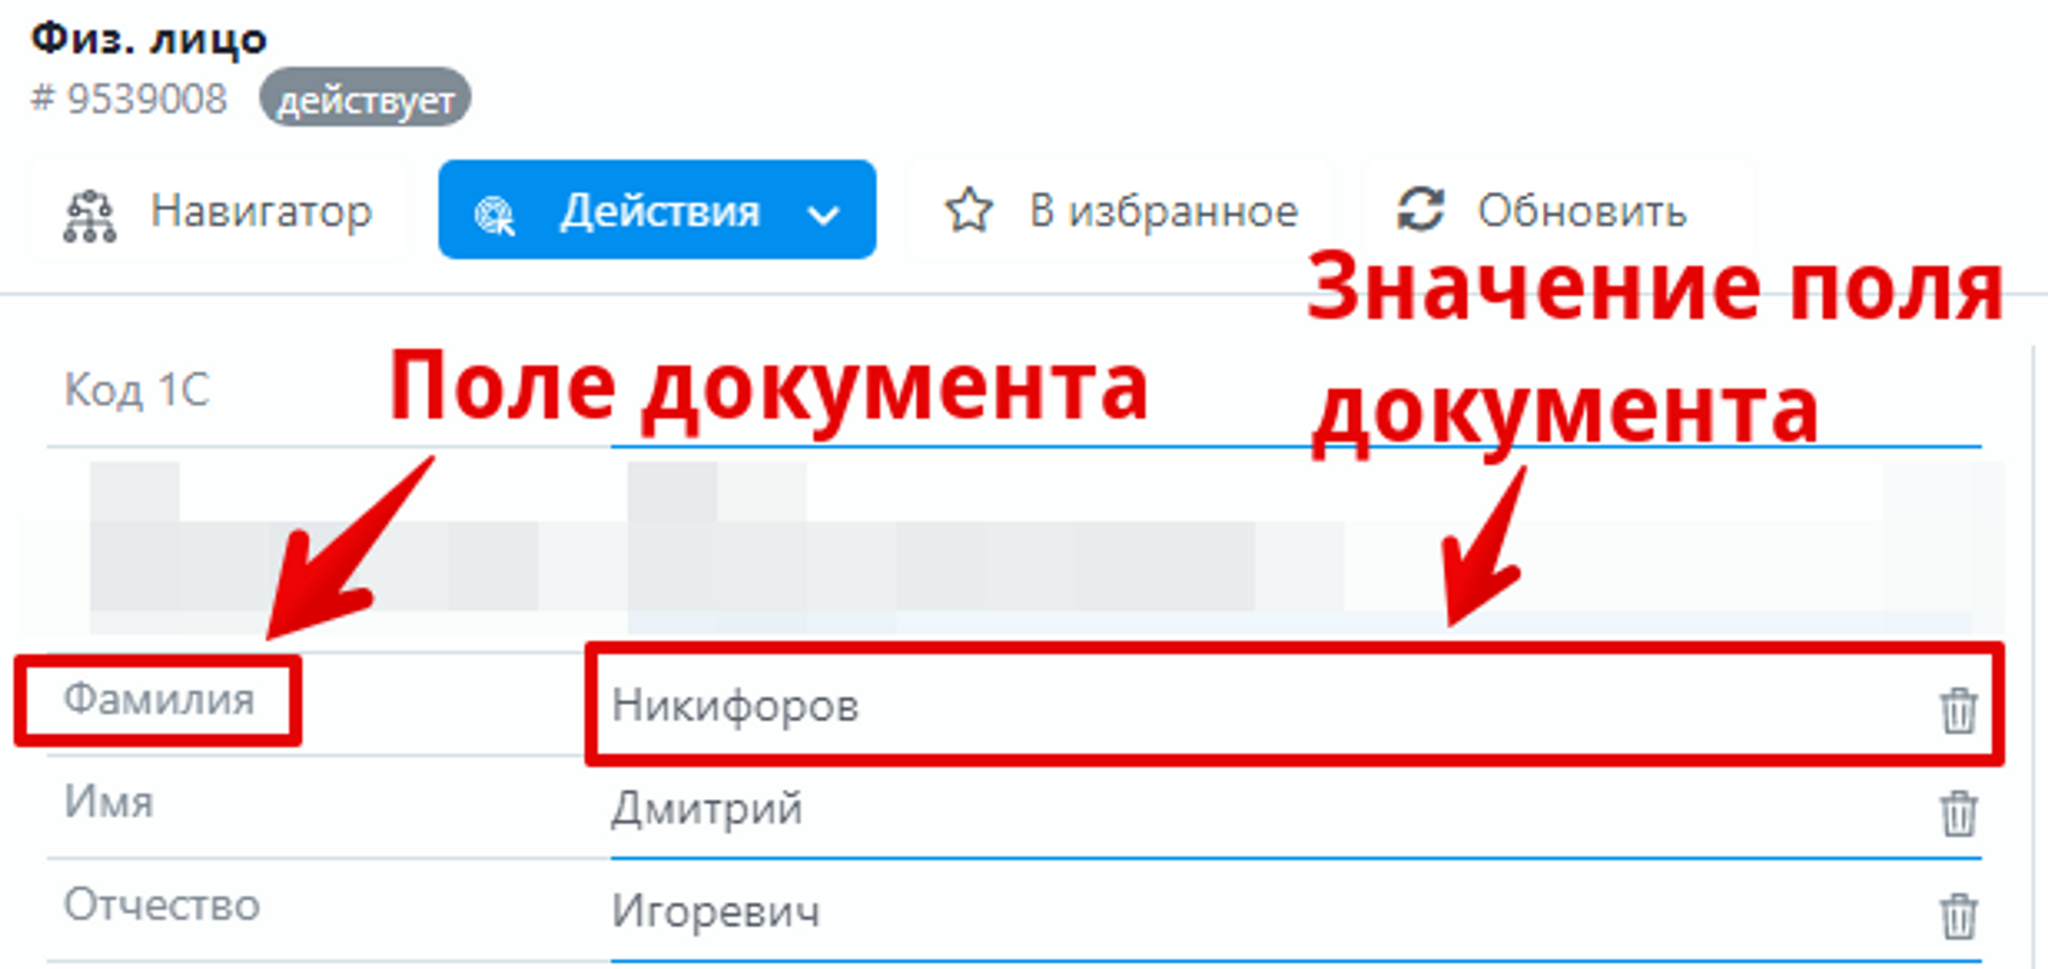 Физ. лицо
# 9539008 действует
Навигатор Действия В избранное Обновить
Значение поля
документа
Поле документа
Код 1С
Фамилия Никифоров
Имя Дмитрий
Отчество Игоревич